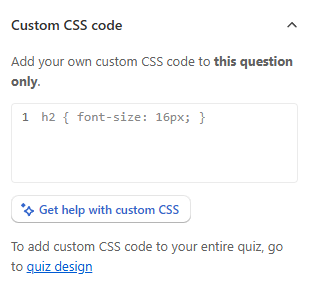 Custom CSS code
Add your own custom CSS code to this question
only.
1 h2 { font-size: 16px; }
Get help with custom CSS
To add custom CSS code to your entire quiz, go
to quiz design